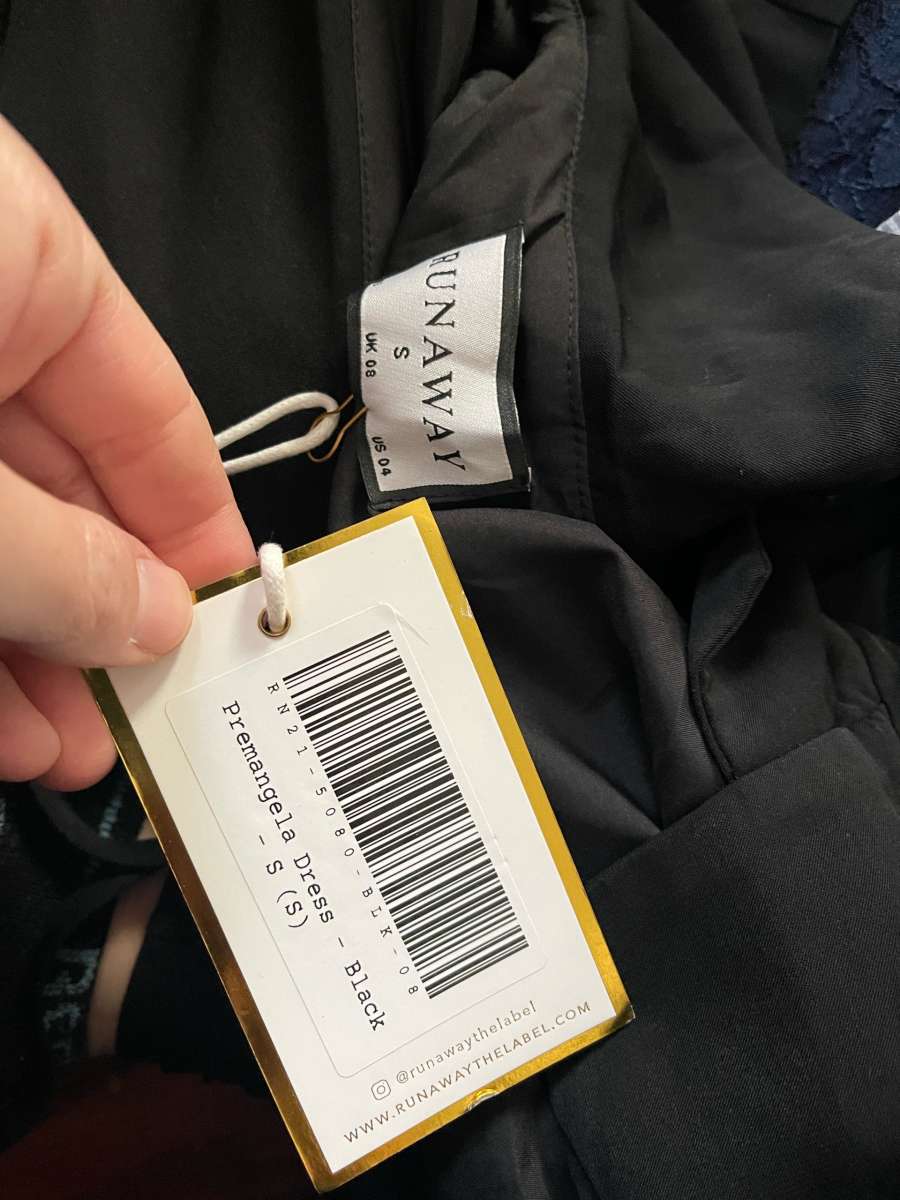 RUNAWAY
S
UK 08
US 04
RN21-5080-BLK-08
Premangela Dress - Black
- S (S)
@runawaythelabel
WWW.RUNAWAYTHELABEL.COM